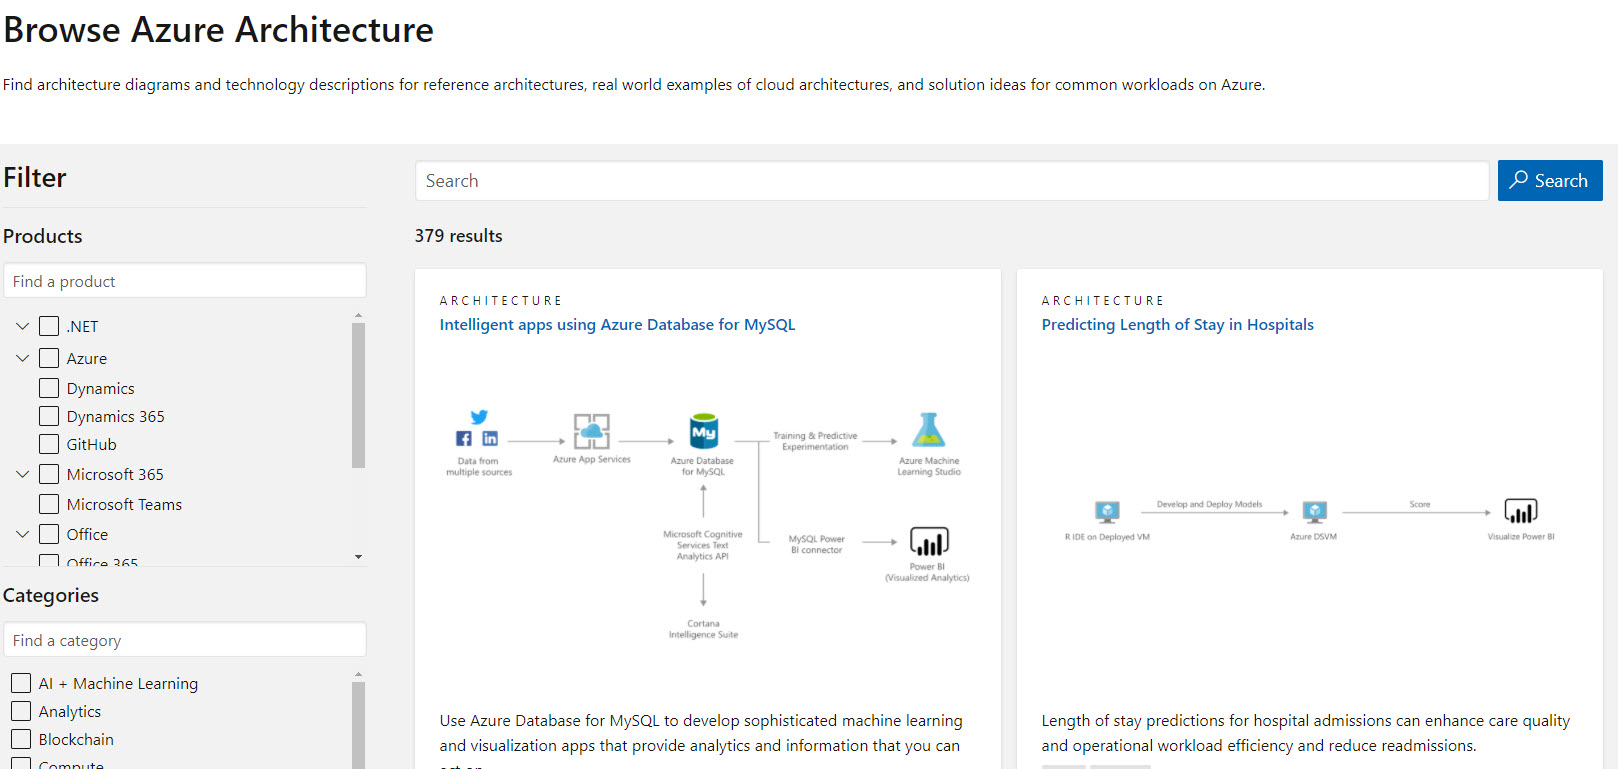 Browse Azure Architecture
Find architecture diagrams and technology descriptions for reference architectures, real world examples of cloud architectures, and solution ideas for common workloads on Azure.
Filter
Products
Find a product
.NET
Azure
Dynamics
Dynamics 365
GitHub
Microsoft 365
Microsoft Teams
Office
Office 365
Categories
Find a category
AI + Machine Learning
Analytics
Blockchain
Compute
Search
Search
379 results
ARCHITECTURE
Intelligent apps using Azure Database for MySQL
Data from
multiple sources
Azure App Services
My
Azure Database
for MySQL
Training & Predictive
Experimentation
Azure Machine
Learning Studio
Microsoft Cognitive
Services Text
Analytics API
MySQL Power
BI connector
Power BI
(Visualized Analytics)
Cortana
Intelligence Suite
Use Azure Database for MySQL to develop sophisticated machine learning
and visualization apps that provide analytics and information that you can
act on.
ARCHITECTURE
Predicting Length of Stay in Hospitals
R IDE on Deployed VM
Develop and Deploy Models
Azure DSVM
Score
Visualize Power BI
Length of stay predictions for hospital admissions can enhance care quality
and operational workload efficiency and reduce readmissions.